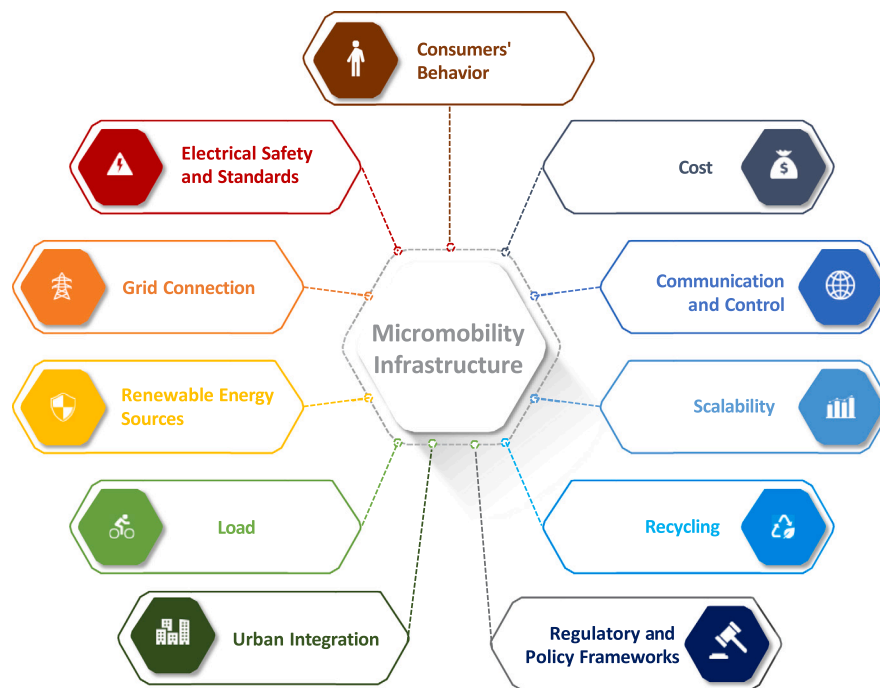 Consumers'
Behavior
Electrical Safety
and Standards
Cost
$
Grid Connection
Communication
and Control
Micromobility
Infrastructure
Renewable Energy
Sources
Scalability
Load
Recycling
Urban Integration
Regulatory and
Policy Frameworks